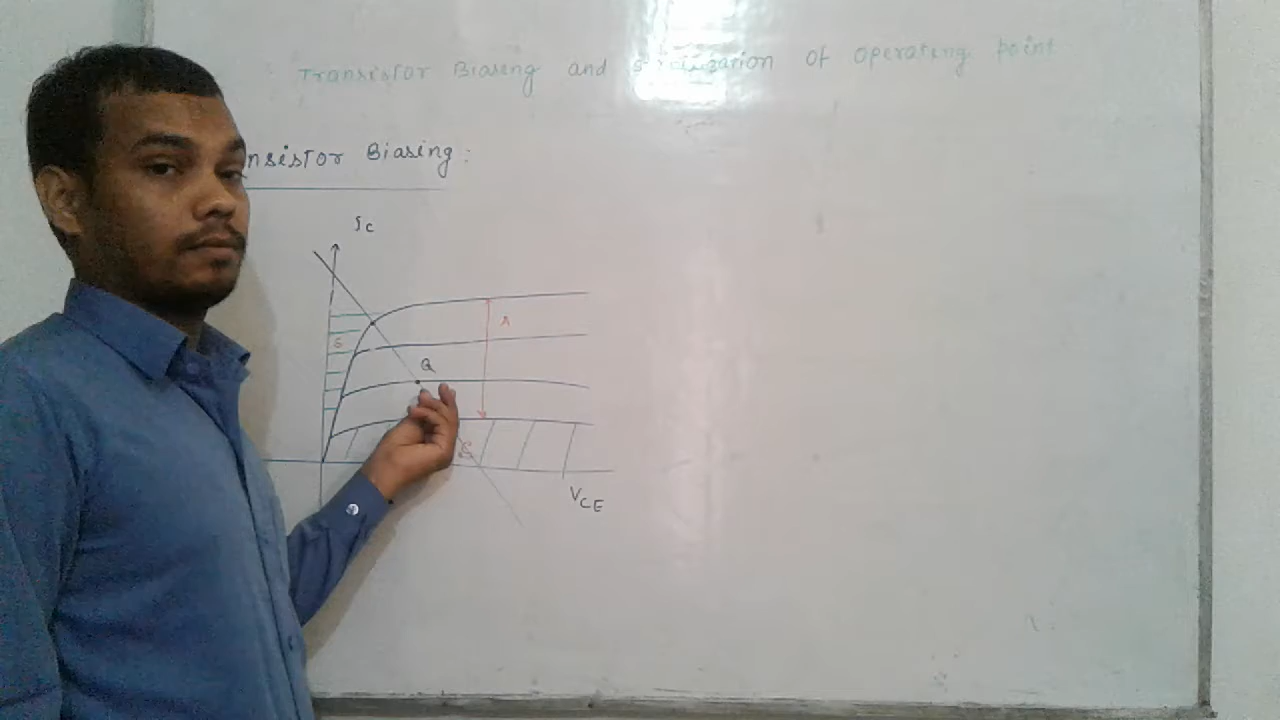 Transistor Biasing and of operating point
nsistor Biasing:
Ic
A
S
Q
VCE